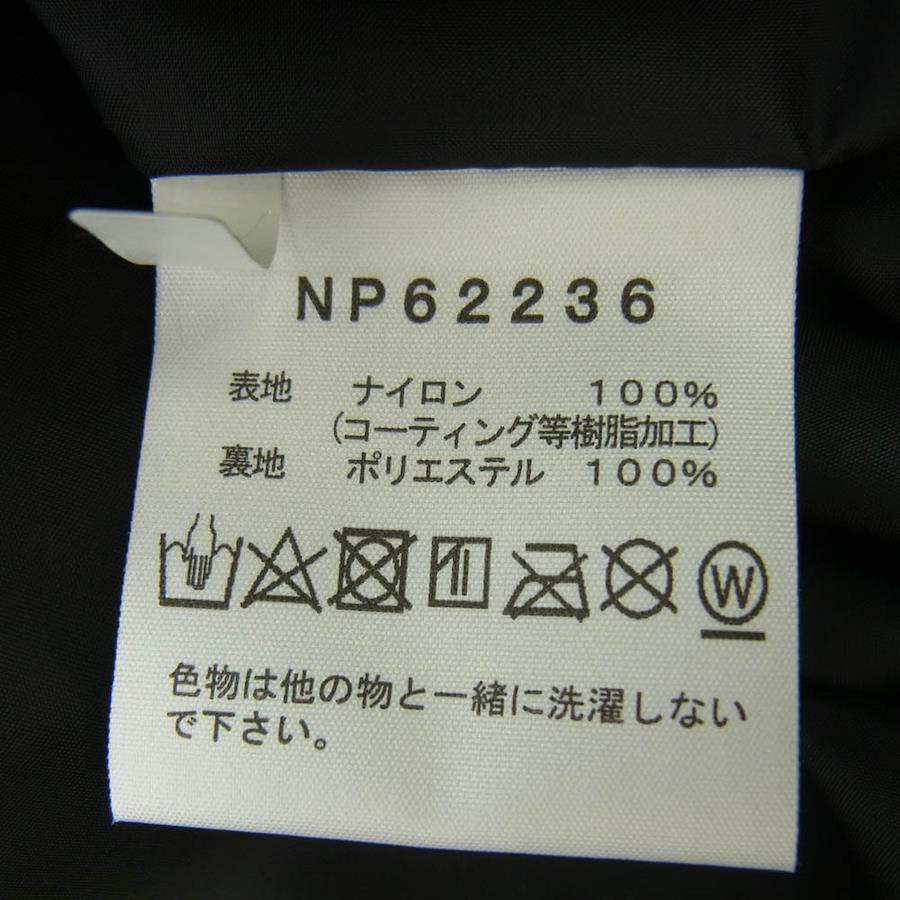 NP62236
表地 ナイロン 100%
(コーティング等樹脂加工)
裏地 ポリエステル 100%
W
色物は他の物と一緒に洗濯しない
で下さい。